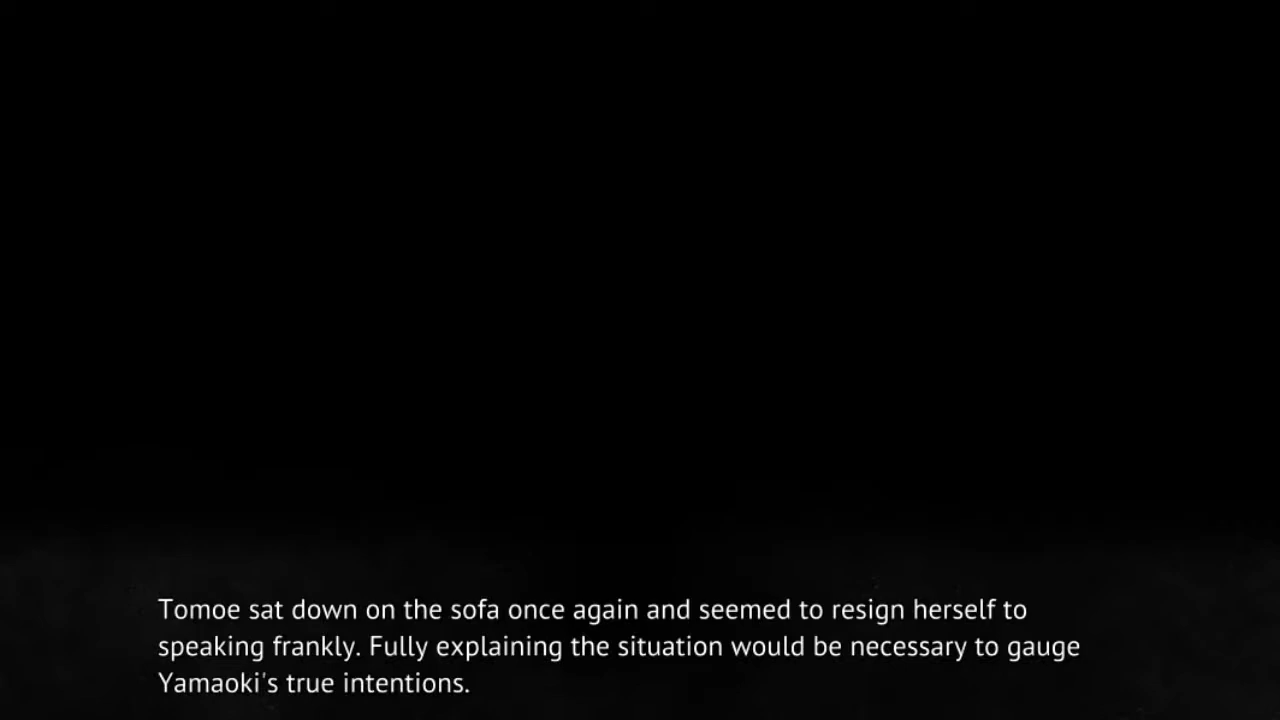 Tomoe sat down on the sofa once again and seemed to resign herself to
speaking frankly. Fully explaining the situation would be necessary to gauge
Yamaoki's true intentions.